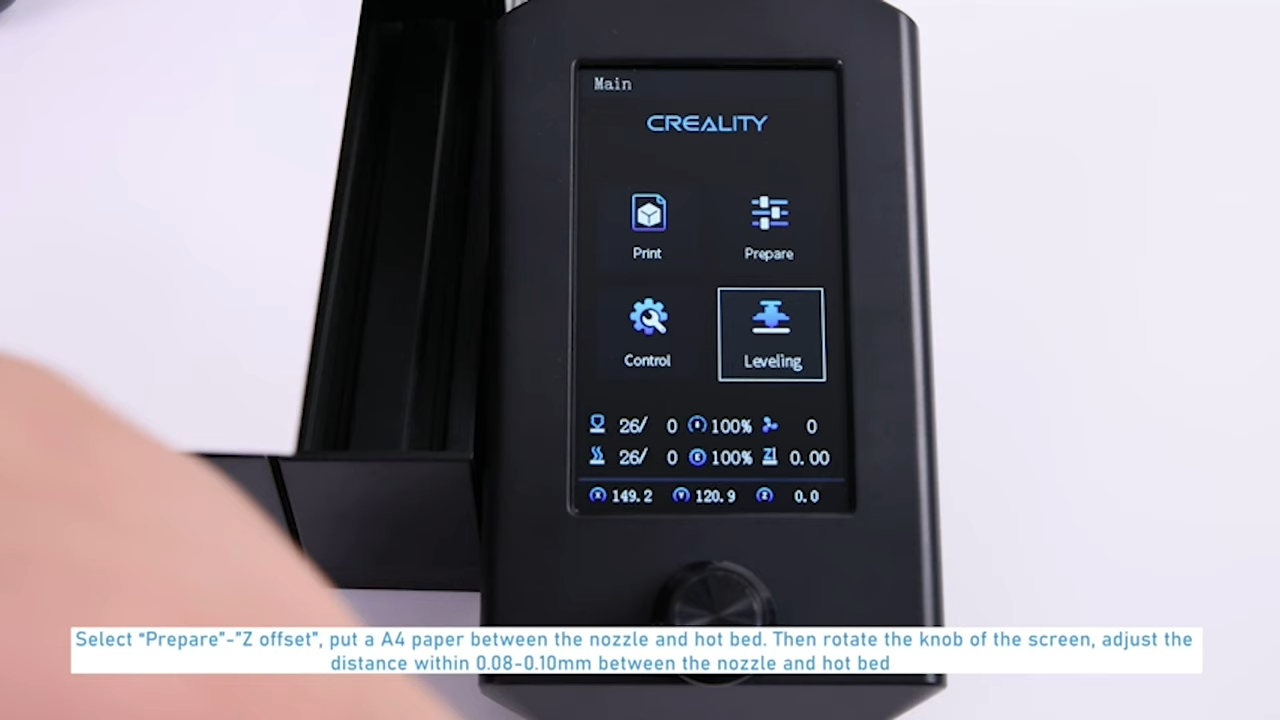 Main
CREALITY
Print Prepare
Control Leveling
26/ 0 100% 0
26/ 0 E 100% Z 0.00
X 149.2 Y 120.9 Z 0.0
Select “Prepare”-”Z offset”, put a A4 paper between the nozzle and hot bed. Then rotate the knob of the screen, adjust the
distance within 0.08-0.10mm between the nozzle and hot bed